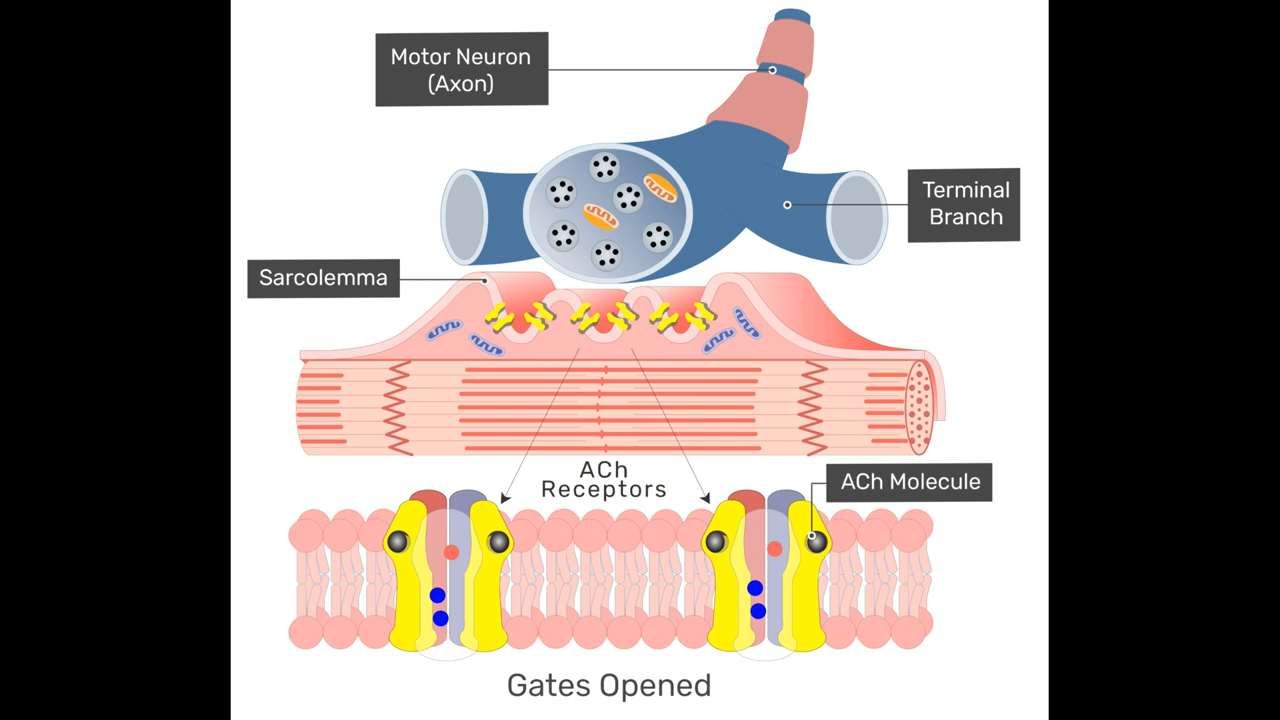 Motor Neuron
(Axon)
Terminal
Branch
Sarcolemma
ACh
Receptors
ACh Molecule
Gates Opened